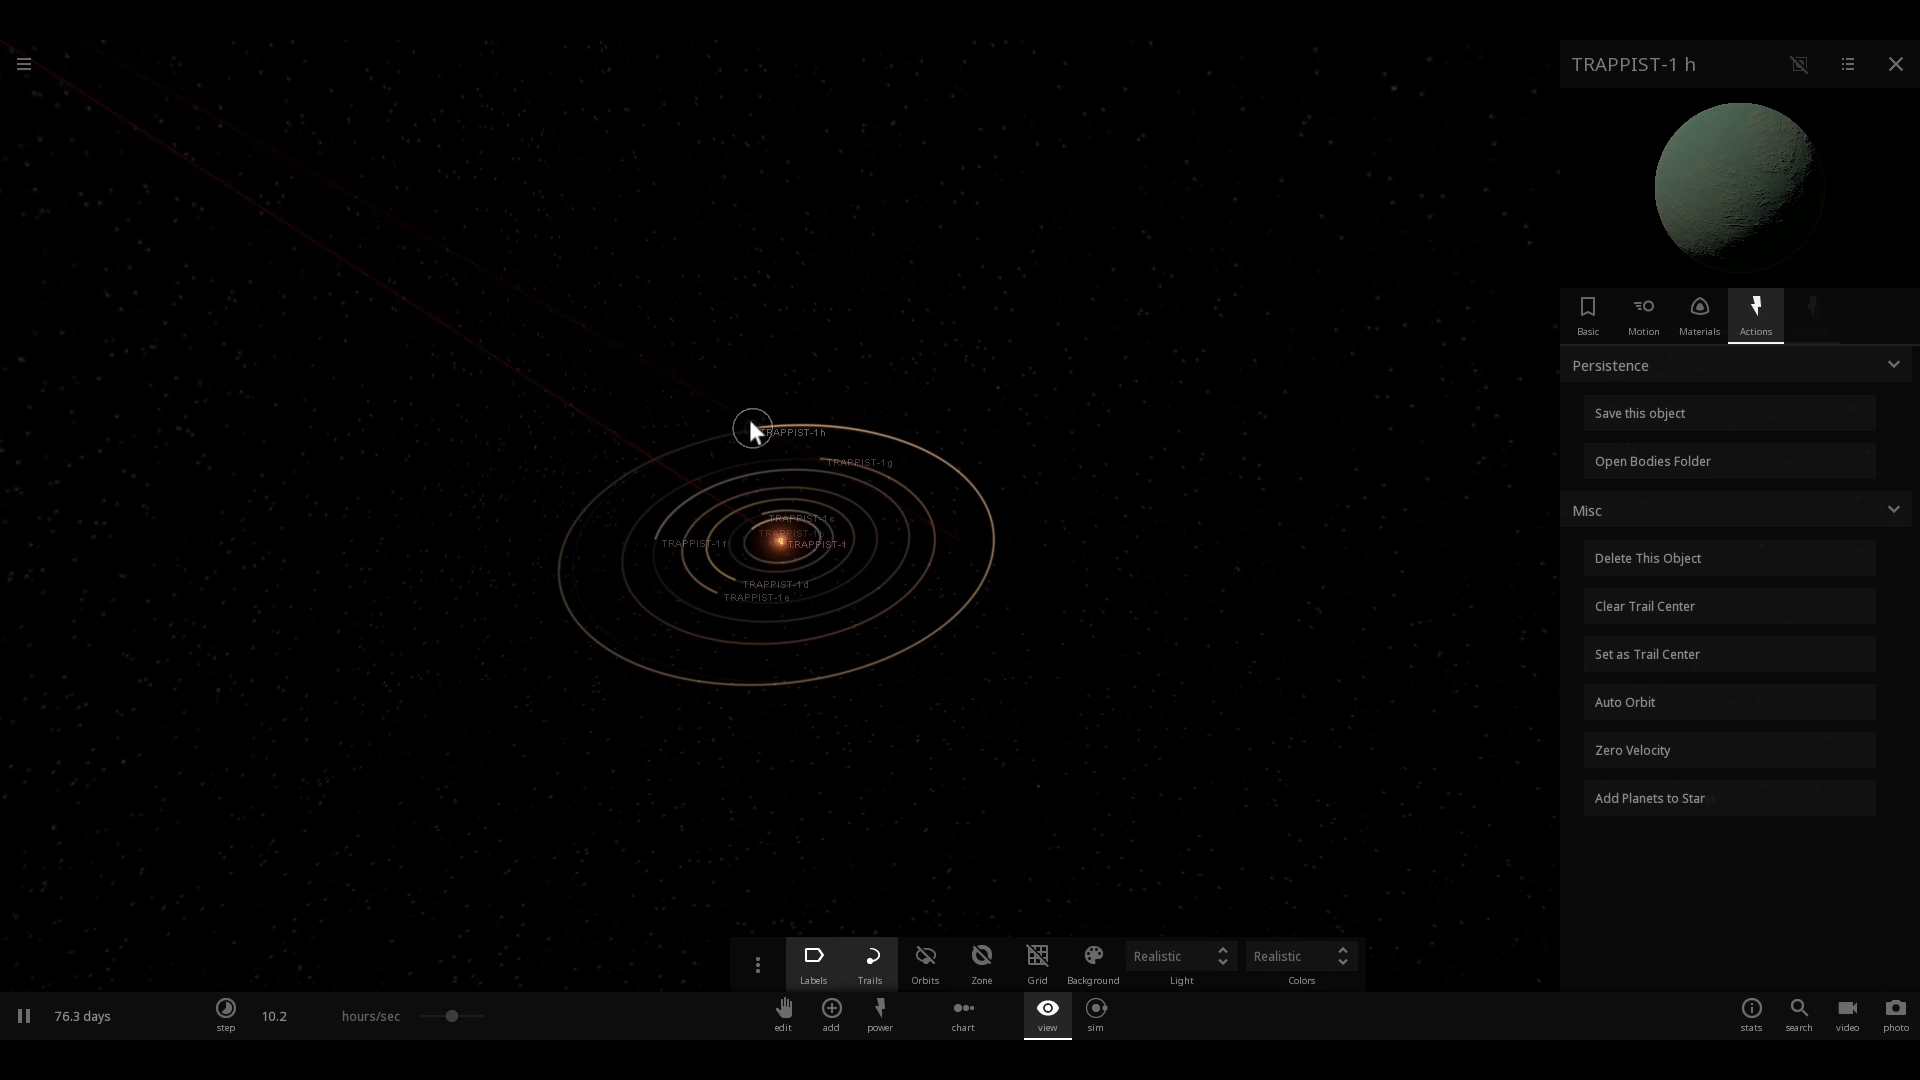 TRAPPIST-1 h
TRAPPIST-1 h
TRAPPIST-1 g
TRAPPIST-1 c
TRAPPIST-1 b
TRAPPIST-1 f
TRAPPIST-1
TRAPPIST-1 d
TRAPPIST-1 e
Basic
Motion
Materials
Actions
Persistence
Save this object
Open Bodies Folder
Misc
Delete This Object
Clear Trail Center
Set as Trail Center
Auto Orbit
Zero Velocity
Add Planets to Star
Labels
Trails
Orbits
Zone
Grid
Background
Realistic
Light
Realistic
Colors
76.3 days
step
10.2
hours/sec
edit
add
power
chart
view
sim
stats
search
video
photo